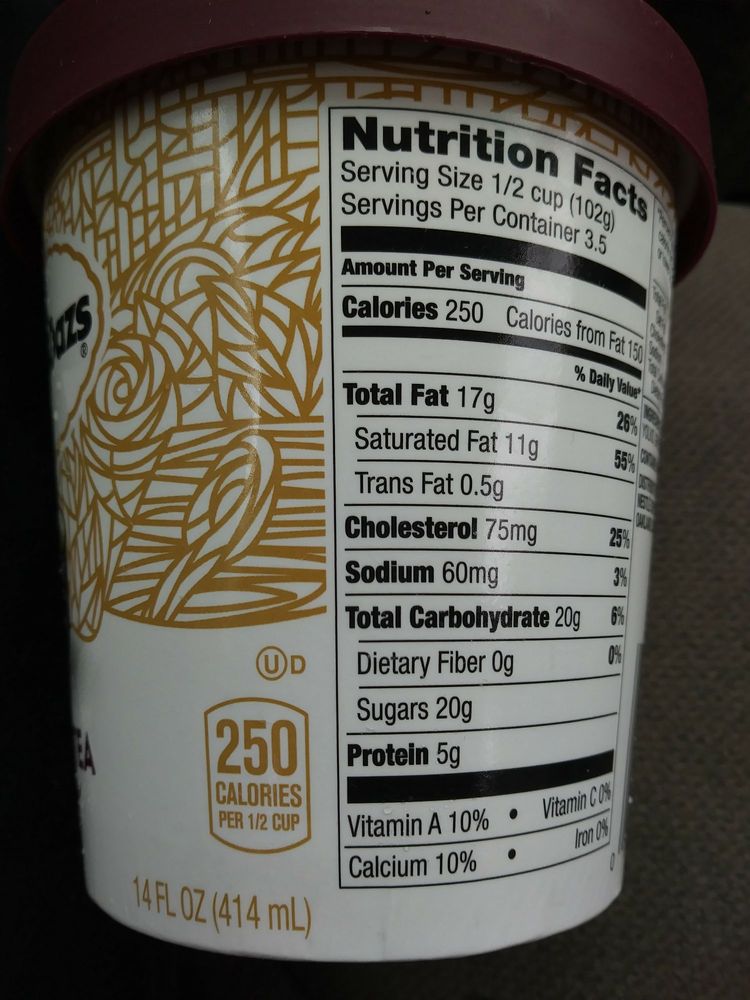 azs
®
EA
U D
250
CALORIES
PER 1/2 CUP
14 FL OZ (414 mL)
Nutrition Facts
Serving Size 1/2 cup (102g)
Servings Per Container 3.5
Amount Per Serving
Calories 250 Calories from Fat 150
% Daily Value*
Total Fat 17g 26%
Saturated Fat 11g 55%
Trans Fat 0.5g
Cholesterol 75mg 25%
Sodium 60mg 3%
Total Carbohydrate 20g 6%
Dietary Fiber 0g 0%
Sugars 20g
Protein 5g
Vitamin A 10% • Vitamin C 0%
Calcium 10% • Iron 0%